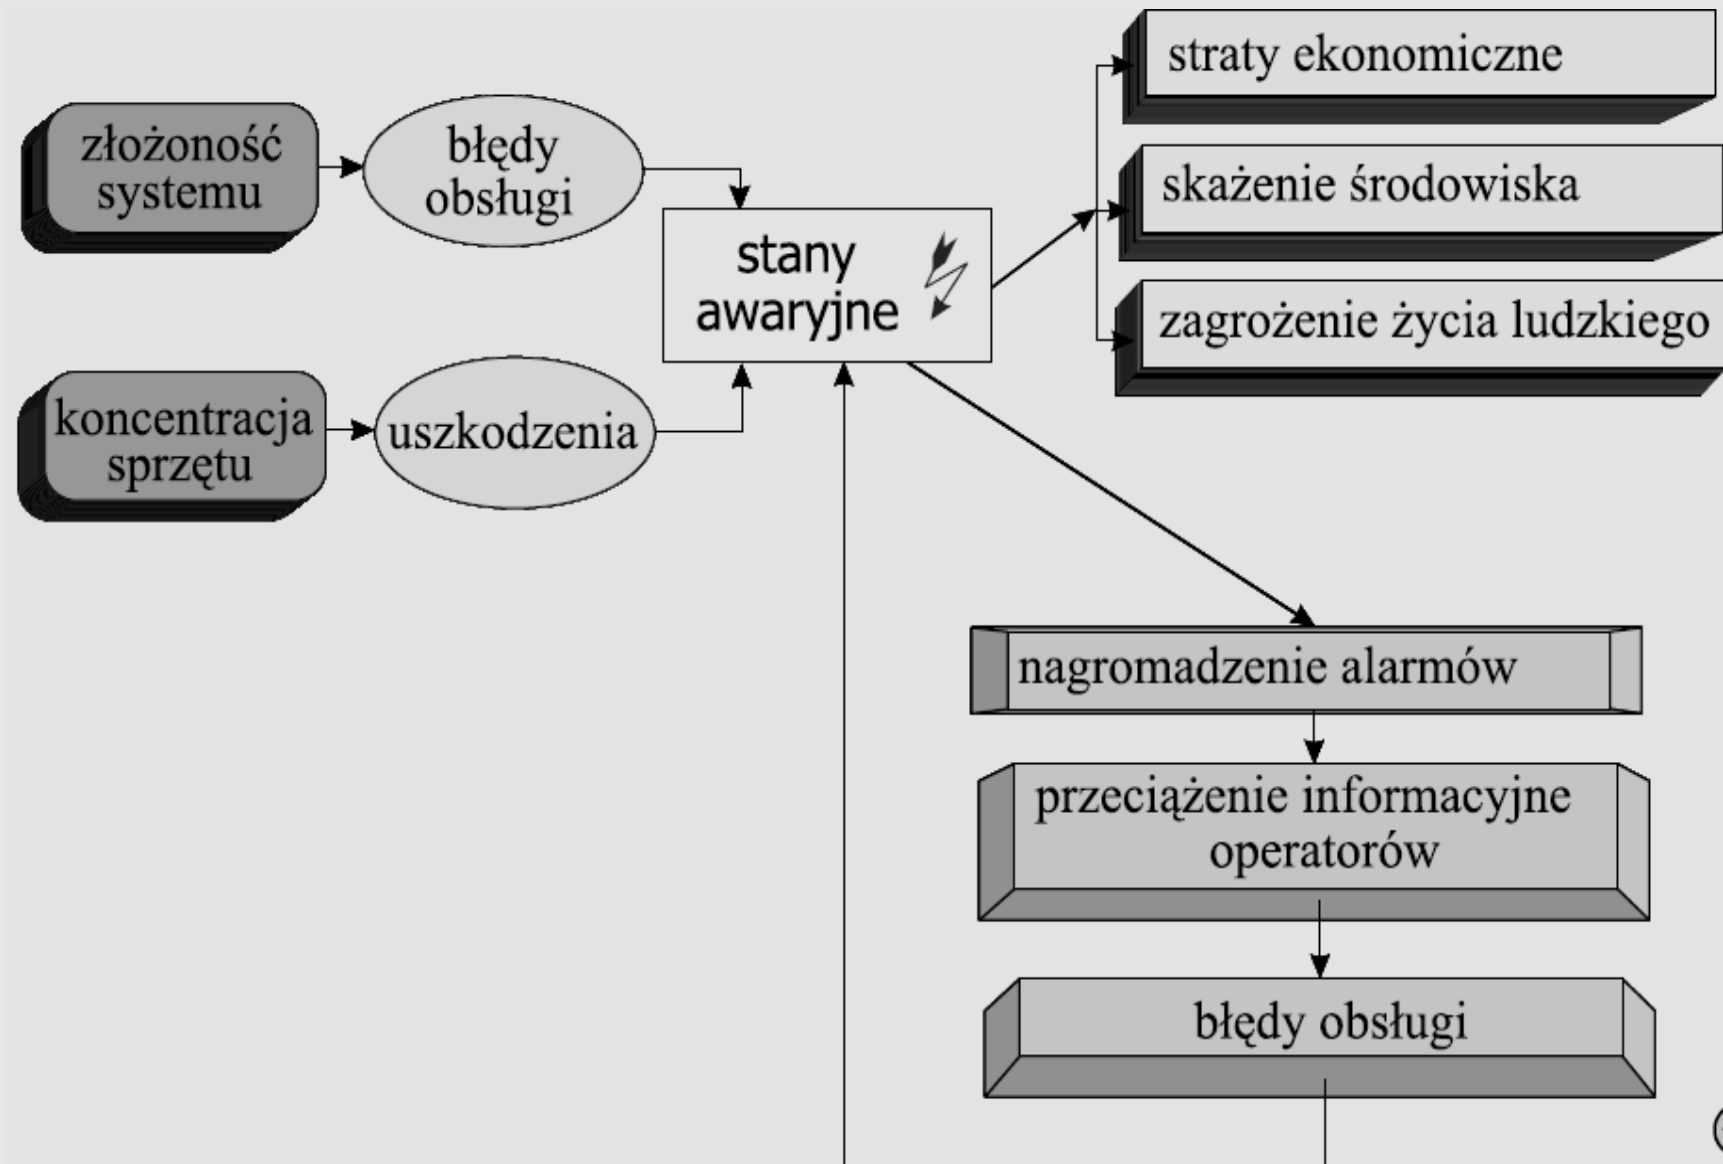 złożoność
systemu
błędy
obsługi
koncentracja
sprzętu
uszkodzenia
stany
awaryjne
straty ekonomiczne
skażenie środowiska
zagrożenie życia ludzkiego
nagromadzenie alarmów
przeciążenie informacyjne
operatorów
błędy obsługi